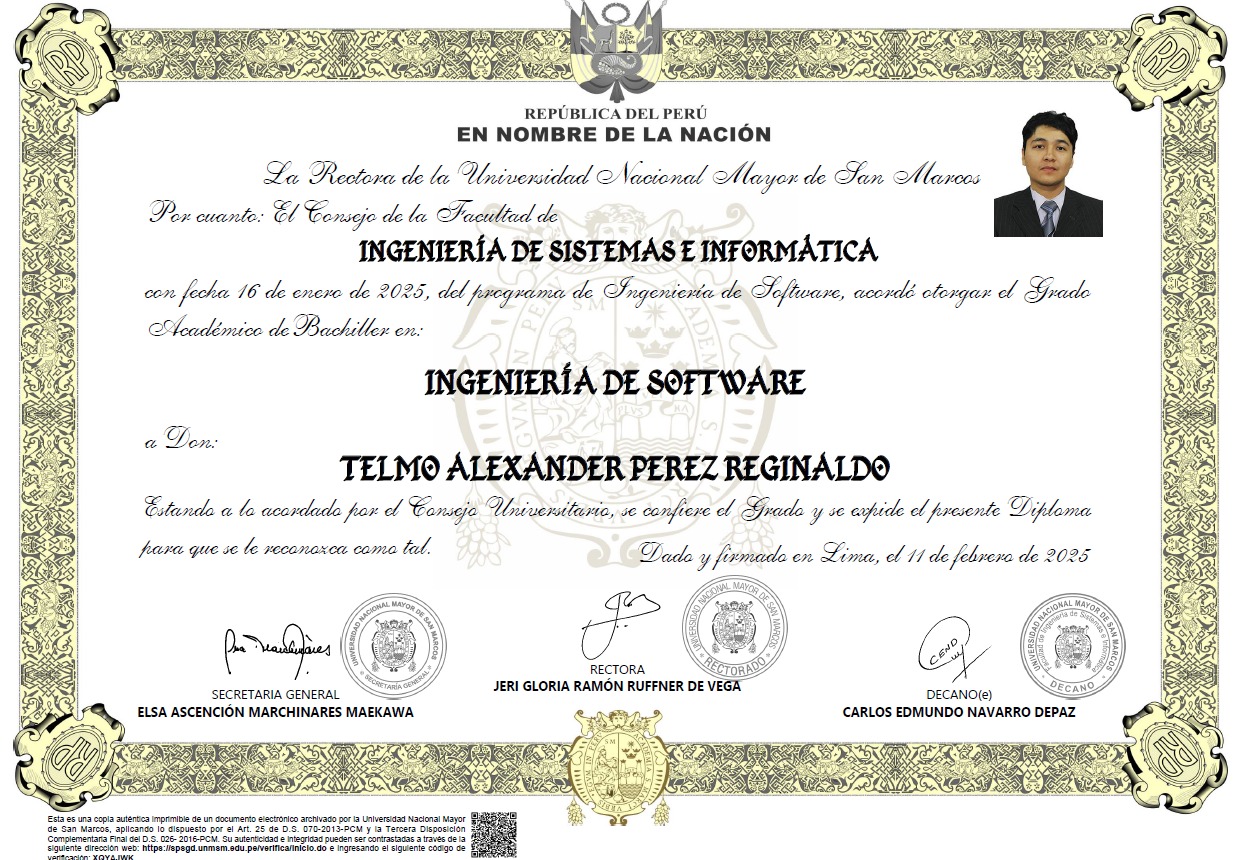 REPÚBLICA DEL PERÚ
EN NOMBRE DE LA NACIÓN
La Rectora de la Universidad Nacional Mayor de San Marcos
Por cuanto: El Consejo de la Facultad de
INGENIERÍA DE SISTEMAS E INFORMÁTICA
con fecha 16 de enero de 2025, del programa de Ingeniería de Software, acordó otorgar el Grado
Académico de Bachiller en:
INGENIERÍA DE SOFTWARE
a Don:
TELMO ALEXANDER PEREZ REGINALDO
Estando a lo acordado por el Consejo Universitario, se confiere el Grado y se expide el presente Diploma
para que se le reconozca como tal.
Dado y firmado en Lima, el 11 de febrero de 2025
UNIVERSIDAD NACIONAL MAYOR DE SAN MARCOS
SECRETARÍA GENERAL
UNIVERSIDAD NACIONAL MAYOR DE SAN MARCOS
RECTORADO
UNIVERSIDAD NACIONAL MAYOR DE SAN MARCOS
Facultad de Ingeniería de Sistemas e Informática
DECANO
SECRETARIA GENERAL
ELSA ASCENCIÓN MARCHINARES MAEKAWA
RECTORA
JERI GLORIA RAMÓN RUFFNER DE VEGA
DECANO(e)
CARLOS EDMUNDO NAVARRO DEPAZ
Esta es una copia auténtica imprimible de un documento electrónico archivado por la Universidad Nacional Mayor
de San Marcos, aplicando lo dispuesto por el Art. 25 de D.S. 070-2013-PCM y la Tercera Disposición
Complementaria Final del D.S. 026- 2016-PCM. Su autenticidad e integridad pueden ser contrastadas a través de la
siguiente dirección web: https://spsgd.unmsm.edu.pe/verifica/inicio.do e ingresando el siguiente código de
verificación: XQYAJWK